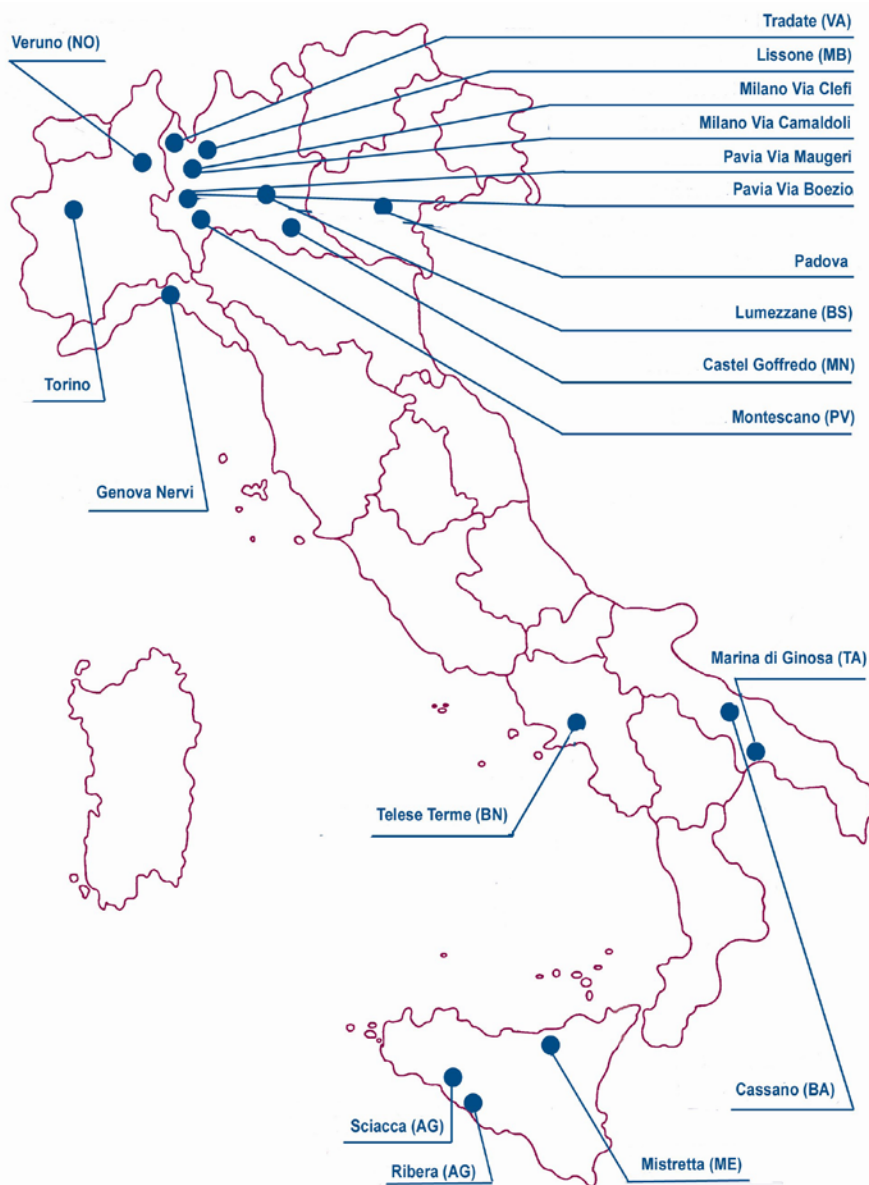 Tradate (VA)
Veruno (NO)
Lissone (MB)
Milano Via Clefi
Milano Via Camaldoli
Pavia Via Maugeri
Pavia Via Boezio
Padova
Lumezzane (BS)
Castel Goffredo (MN)
Torino
Montescano (PV)
Genova Nervi
Marina di Ginosa (TA)
Telese Terme (BN)
Cassano (BA)
Sciacca (AG)
Mistretta (ME)
Ribera (AG)